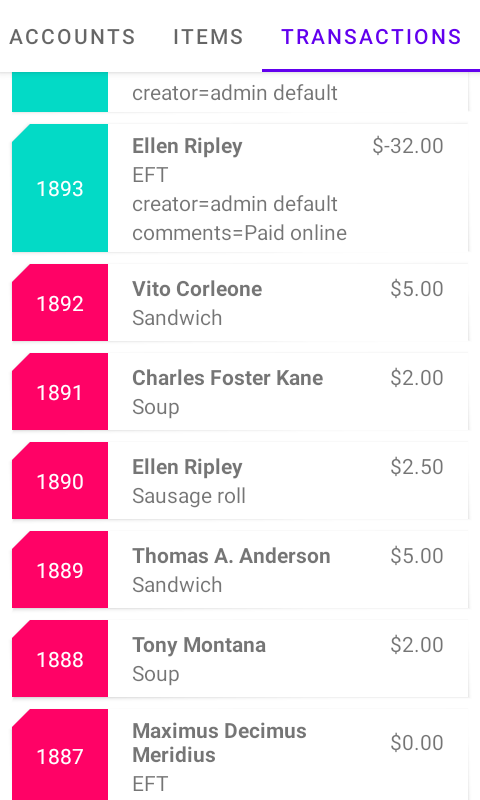 ACCOUNTS ITEMS TRANSACTIONS
creator=admin default
1893
Ellen Ripley $-32.00
EFT
creator=admin default
comments=Paid online
1892
Vito Corleone $5.00
Sandwich
1891
Charles Foster Kane $2.00
Soup
1890
Ellen Ripley $2.50
Sausage roll
1889
Thomas A. Anderson $5.00
Sandwich
1888
Tony Montana $2.00
Soup
1887
Maximus Decimus
Meridius $0.00
EFT